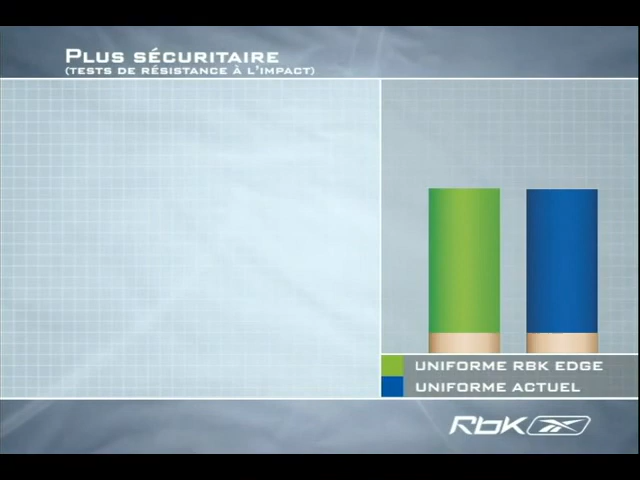 PLUS SÉCURITAIRE
(TESTS DE RÉSISTANCE À L'IMPACT)
UNIFORME RBK EDGE
UNIFORME ACTUEL
RbK